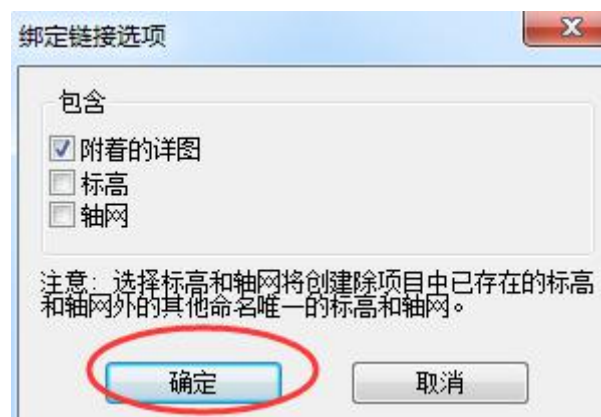 绑定链接选项
包含
附着的详图
标高
轴网
注意：选择标高和轴网将创建除项目中已存在的标高
和轴网外的其他命名唯一的标高和轴网。
确定
取消